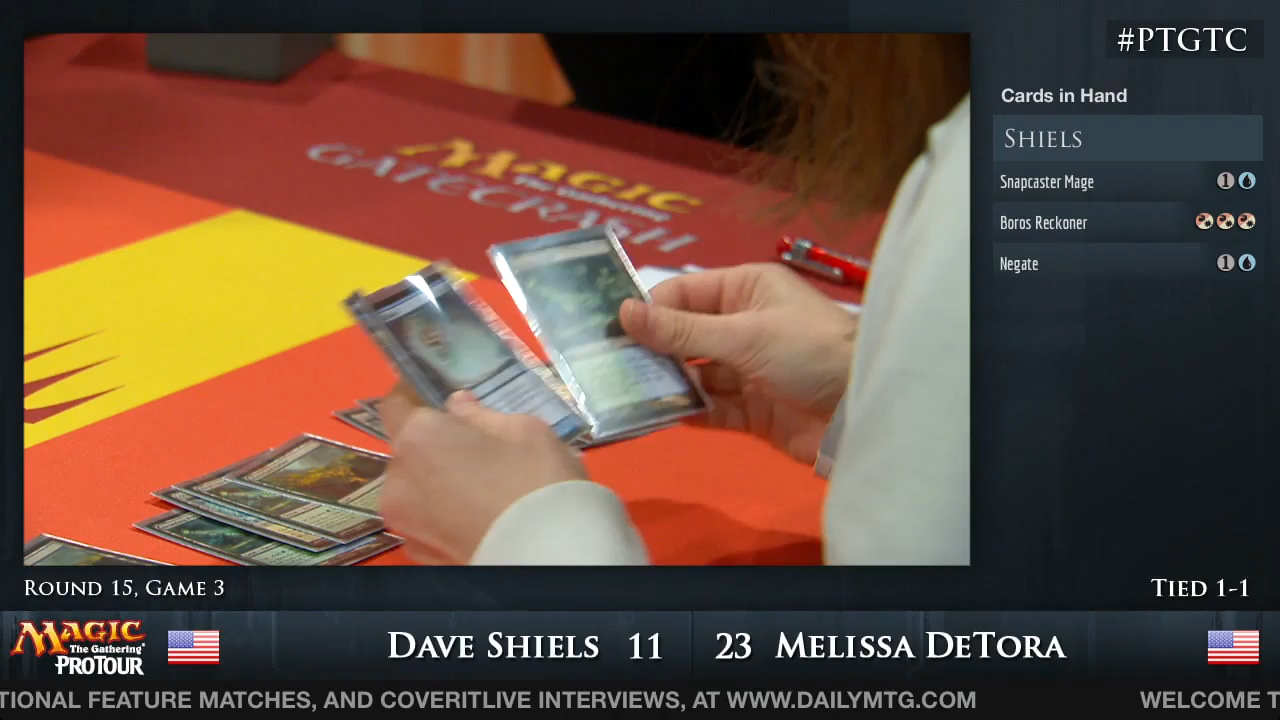 #PTGTC
Cards in Hand
SHIELS
Snapcaster Mage 1
Boros Reckoner
Negate 1
MAGIC
The Gathering
GATECRASH
ROUND 15, GAME 3
TIED 1-1
MAGIC
The Gathering®
PROTOUR
DAVE SHIELS 11
23 MELISSA DETORA
TIONAL FEATURE MATCHES, AND COVERITLIVE INTERVIEWS, AT WWW.DAILYMTG.COM WELCOME T